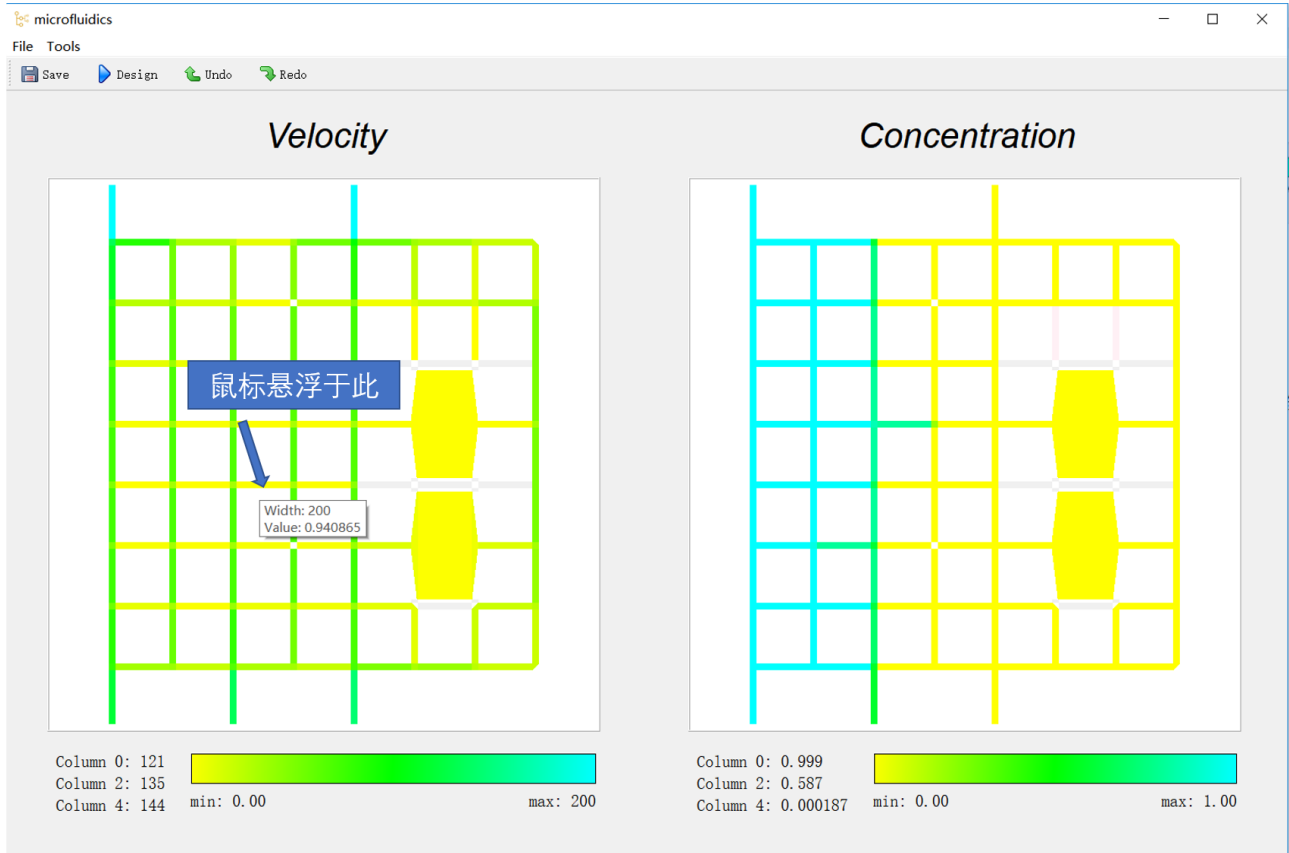 microfluidics
File Tools
Save Design Undo Redo
Velocity
Concentration
鼠标悬浮于此
Width: 200
Value: 0.940865
Column 0: 121
Column 2: 135
Column 4: 144
min: 0.00
max: 200
Column 0: 0.999
Column 2: 0.587
Column 4: 0.000187
min: 0.00
max: 1.00